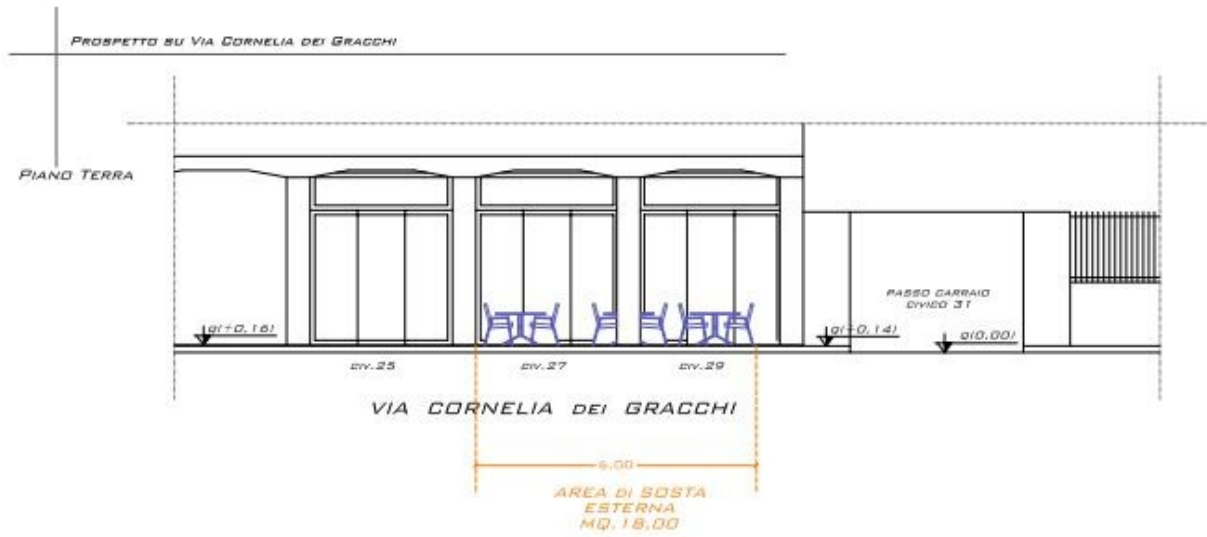 PROSPETTO SU VIA CORNELIA DEI GRACCHI
PIANO TERRA
PASSO CARRAIO
CIVICO 31
q(+0,16)
q(+0,14)
q(0,00)
CIV.25
CIV.27
CIV.29
VIA CORNELIA DEI GRACCHI
6,00
AREA DI SOSTA
ESTERNA
MQ.18,00